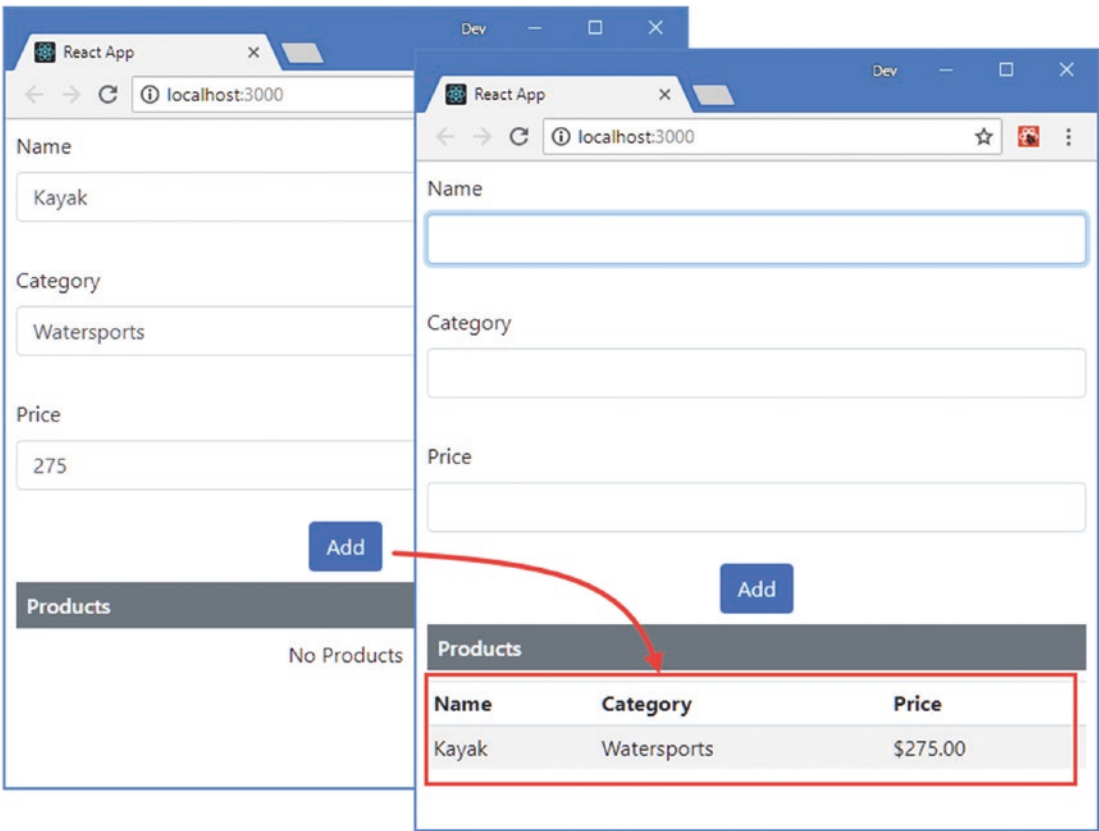 Dev
React App
localhost:3000
Name
Kayak
Category
Watersports
Price
275
Add
Products
No Products
Dev
React App
localhost:3000
Name
Category
Price
Add
Products
Name Category Price
Kayak Watersports $275.00